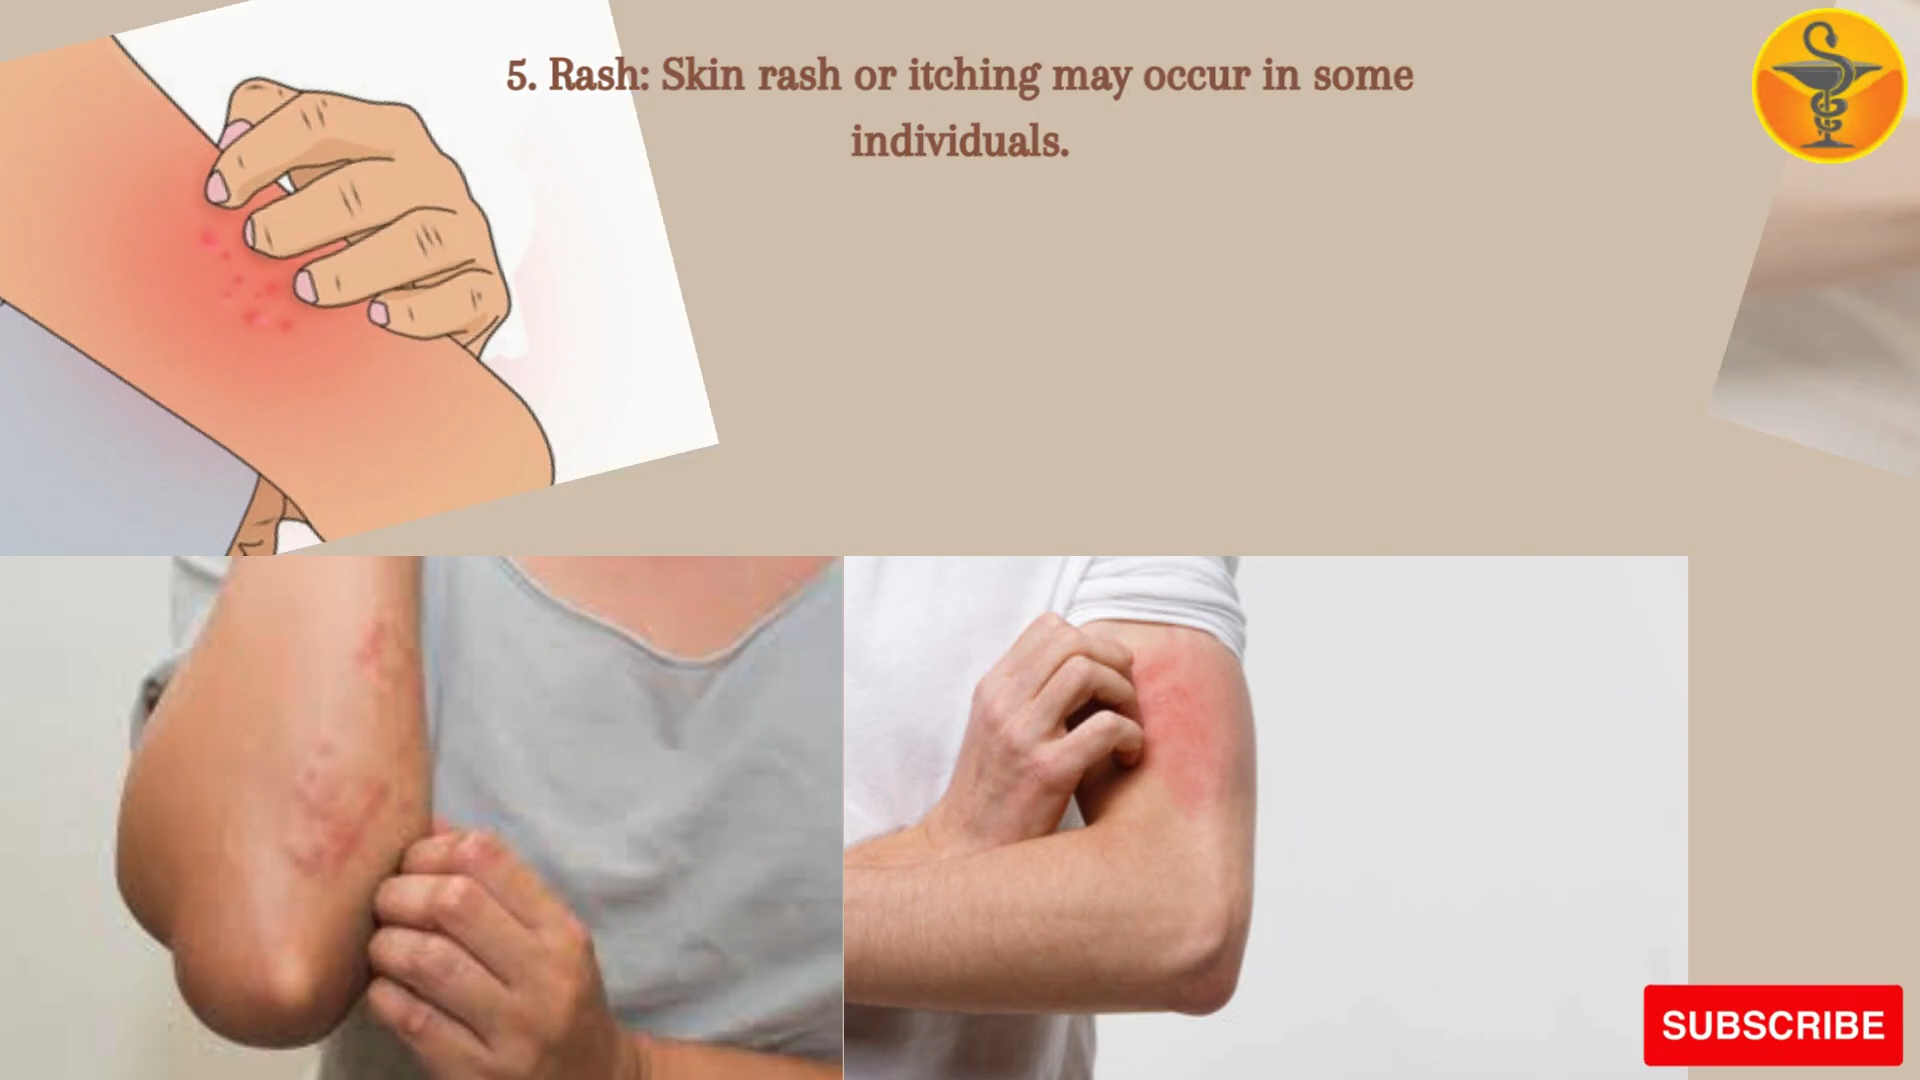 5. Rash: Skin rash or itching may occur in some
individuals.
SUBSCRIBE